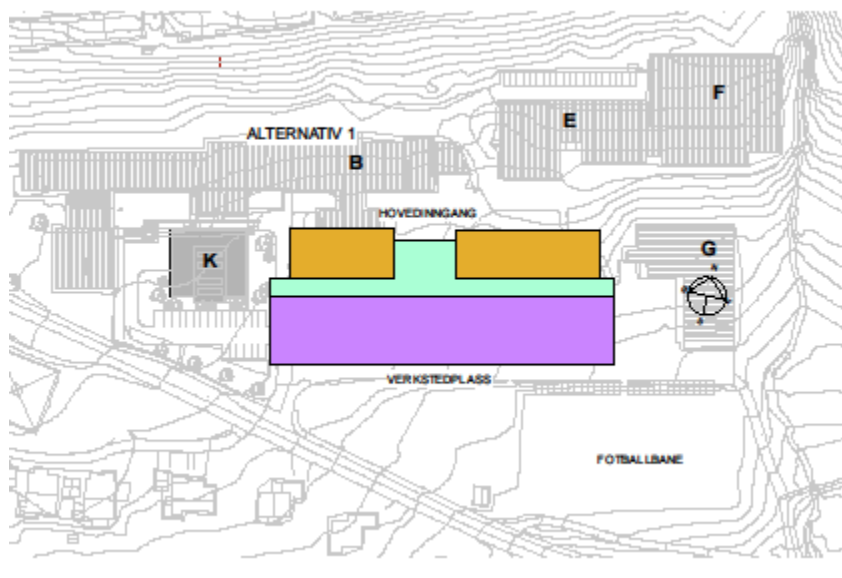 F
E
ALTERNATIV 1
B
HOVEDINNGANG
G
K
VERKSTEDPLASS
FOTBALLBANE